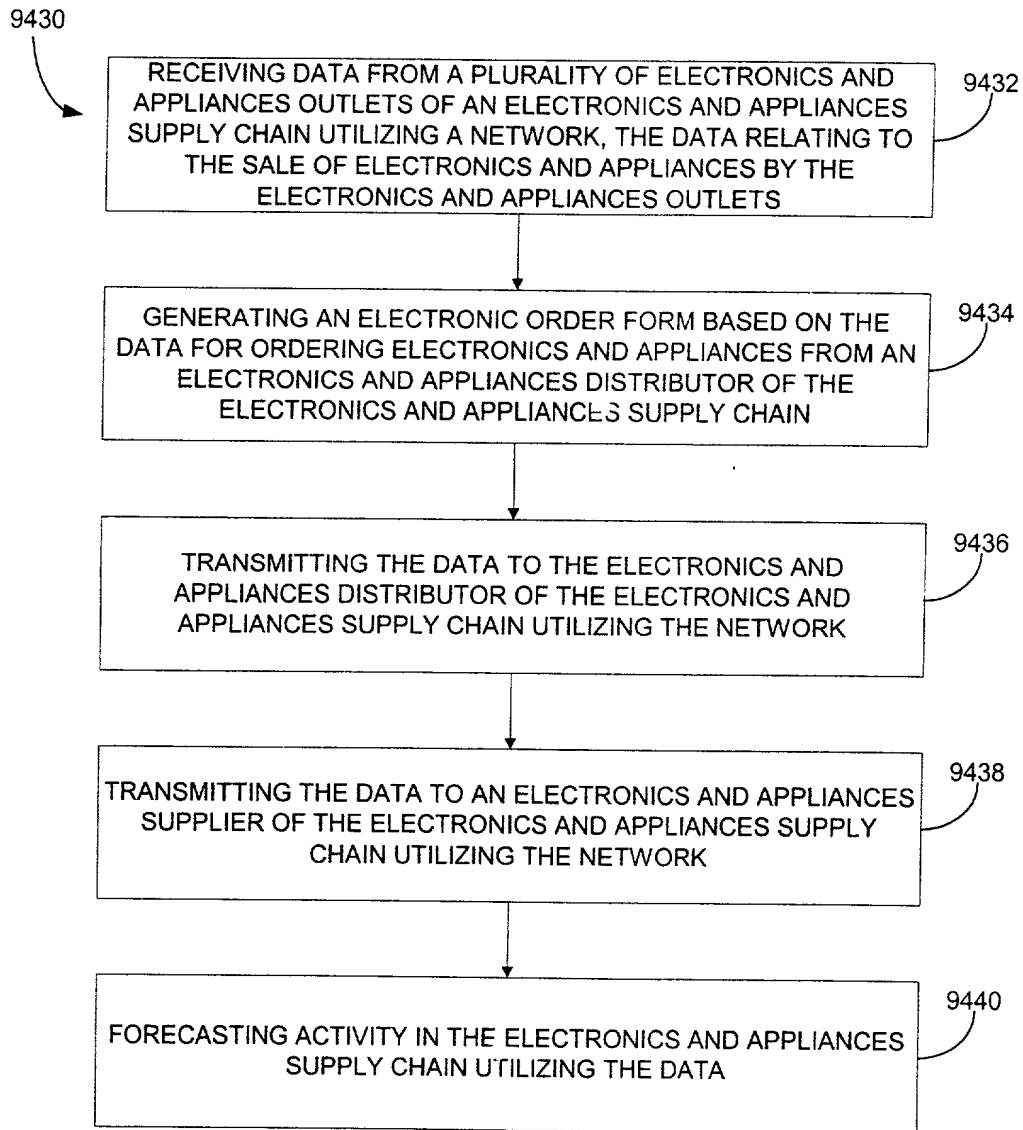 9430
RECEIVING DATA FROM A PLURALITY OF ELECTRONICS AND
APPLIANCES OUTLETS OF AN ELECTRONICS AND APPLIANCES
SUPPLY CHAIN UTILIZING A NETWORK, THE DATA RELATING TO
THE SALE OF ELECTRONICS AND APPLIANCES BY THE
ELECTRONICS AND APPLIANCES OUTLETS
9432
GENERATING AN ELECTRONIC ORDER FORM BASED ON THE
DATA FOR ORDERING ELECTRONICS AND APPLIANCES FROM AN
ELECTRONICS AND APPLIANCES DISTRIBUTOR OF THE
ELECTRONICS AND APPLIANCES SUPPLY CHAIN
9434
TRANSMITTING THE DATA TO THE ELECTRONICS AND
APPLIANCES DISTRIBUTOR OF THE ELECTRONICS AND
APPLIANCES SUPPLY CHAIN UTILIZING THE NETWORK
9436
TRANSMITTING THE DATA TO AN ELECTRONICS AND APPLIANCES
SUPPLIER OF THE ELECTRONICS AND APPLIANCES SUPPLY
CHAIN UTILIZING THE NETWORK
9438
FORECASTING ACTIVITY IN THE ELECTRONICS AND APPLIANCES
SUPPLY CHAIN UTILIZING THE DATA
9440